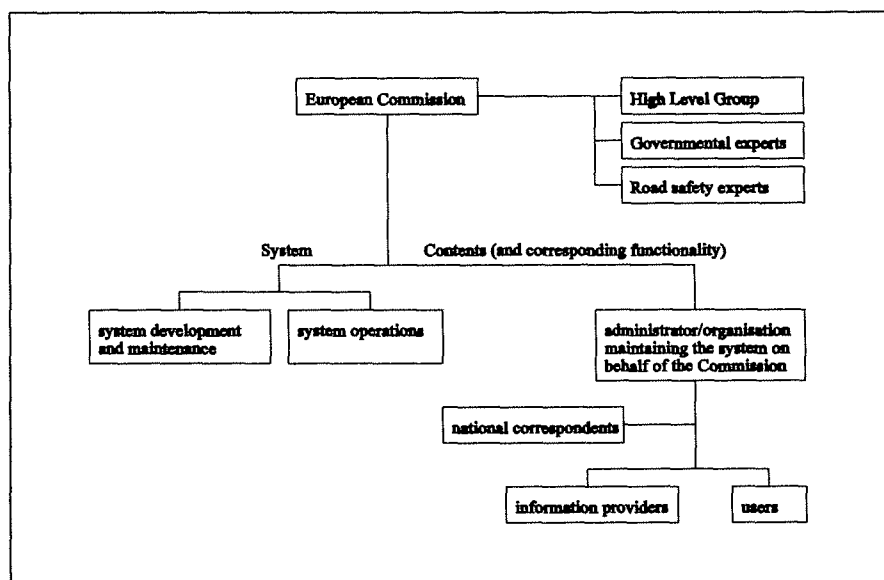 European Commission
High Level Group
Governmental experts
Road safety experts
System
Contents (and corresponding functionality)
system development
and maintenance
system operations
administrator/organisation
maintaining the system on
behalf of the Commission
national correspondents
information providers
users